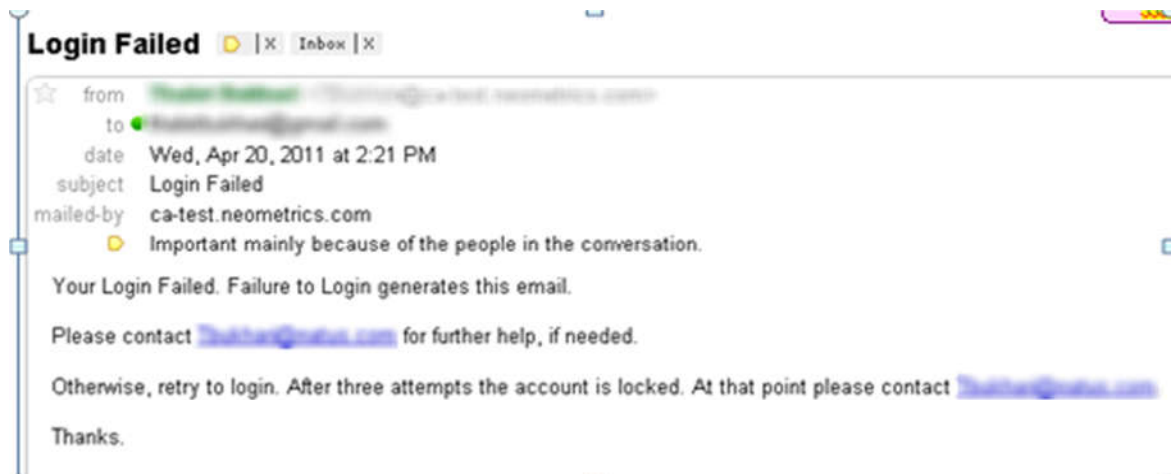 Login Failed | X Inbox | X
from
to
date Wed, Apr 20, 2011 at 2:21 PM
subject Login Failed
mailed-by ca-test.neometrics.com
Important mainly because of the people in the conversation.
Your Login Failed. Failure to Login generates this email.
Please contact for further help, if needed.
Otherwise, retry to login. After three attempts the account is locked. At that point please contact
Thanks.